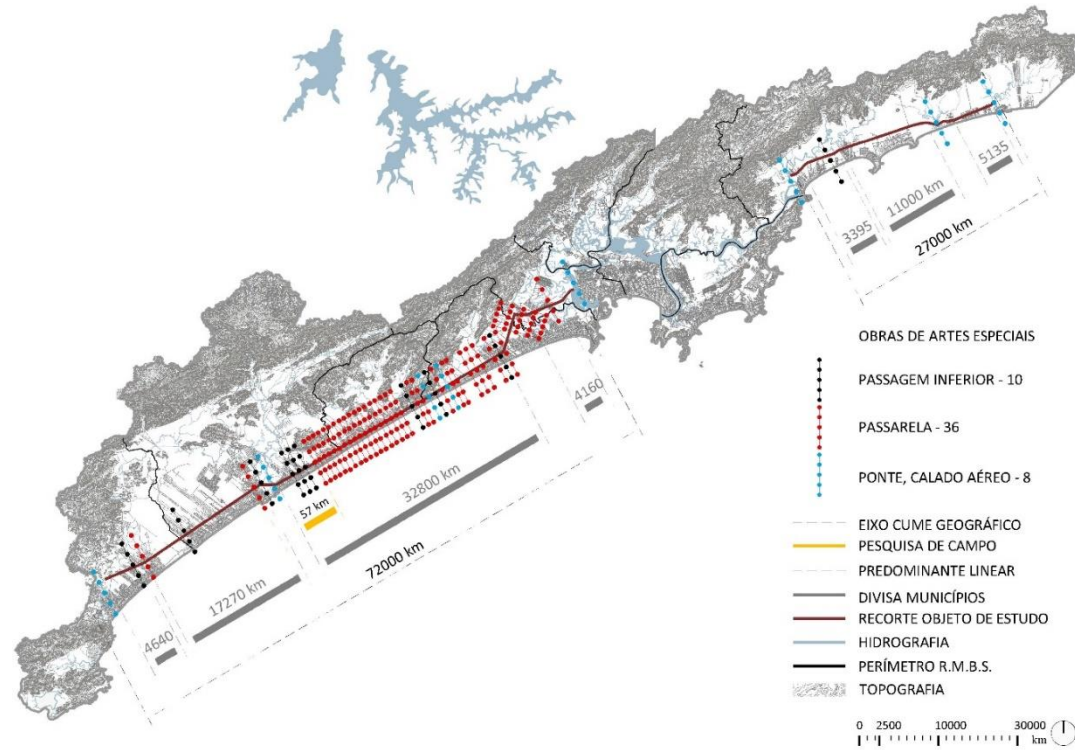 5135
11000 km
3395
27000 km
OBRAS DE ARTES ESPECIAIS
PASSAGEM INFERIOR - 10
PASSARELA - 36
PONTE, CALADO AÉREO - 8
4160
32800 km
57 km
72000 km
17270 km
4640
EIXO CUME GEOGRÁFICO
PESQUISA DE CAMPO
PREDOMINANTE LINEAR
DIVISA MUNICÍPIOS
RECORTE OBJETO DE ESTUDO
HIDROGRAFIA
PERÍMETRO R.M.B.S.
TOPOGRAFIA
0 2500 10000 30000
km